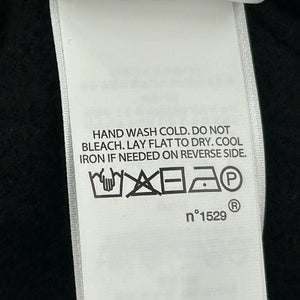 HAND WASH COLD. DO NOT
BLEACH. LAY FLAT TO DRY. COOL
IRON IF NEEDED ON REVERSE SIDE.
P
n°1529 ®